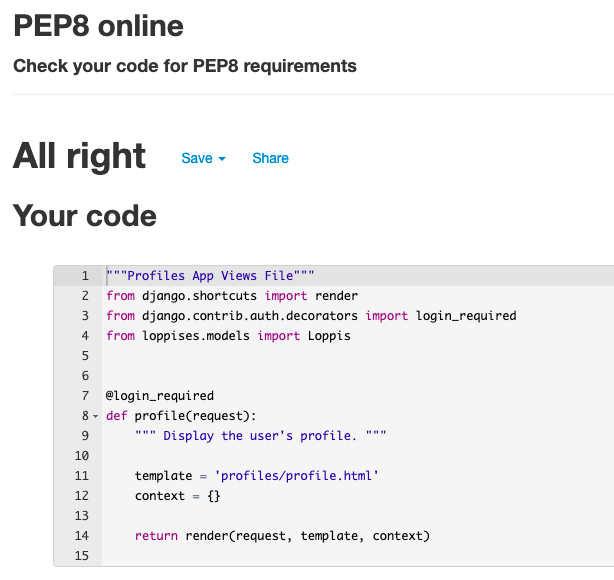 PEP8 online
Check your code for PEP8 requirements
All right Save Share
Your code
1 """Profiles App Views File"""
2 from django.shortcuts import render
3 from django.contrib.auth.decorators import login_required
4 from loppises.models import Loppis
5
6
7 @login_required
8 def profile(request):
9     """ Display the user's profile. """
10
11     template = 'profiles/profile.html'
12     context = {}
13
14     return render(request, template, context)
15